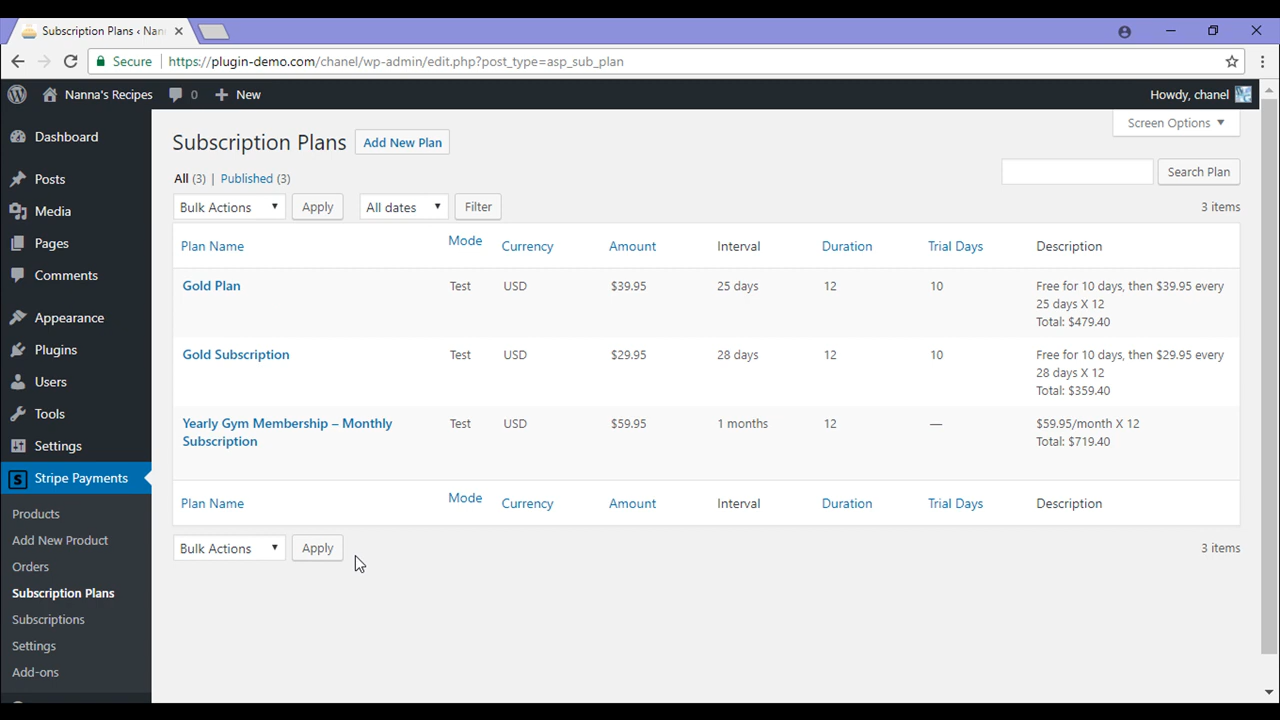 Subscription Plans ‹ Nan
Secure https://plugin-demo.com/chanel/wp-admin/edit.php?post_type=asp_sub_plan
Nanna's Recipes 0 + New Howdy, chanel
Screen Options
Dashboard
Posts
Media
Pages
Comments
Appearance
Plugins
Users
Tools
Settings
S Stripe Payments
Products
Add New Product
Orders
Subscription Plans
Subscriptions
Settings
Add-ons
Subscription Plans Add New Plan
All (3) | Published (3)
Search Plan
Bulk Actions Apply All dates Filter 3 items
Plan Name Mode Currency Amount Interval Duration Trial Days Description
Gold Plan Test USD $39.95 25 days 12 10 Free for 10 days, then $39.95 every
25 days X 12
Total: $479.40
Gold Subscription Test USD $29.95 28 days 12 10 Free for 10 days, then $29.95 every
28 days X 12
Total: $359.40
Yearly Gym Membership – Monthly Test USD $59.95 1 months 12 — $59.95/month X 12
Subscription Total: $719.40
Plan Name Mode Currency Amount Interval Duration Trial Days Description
Bulk Actions Apply 3 items